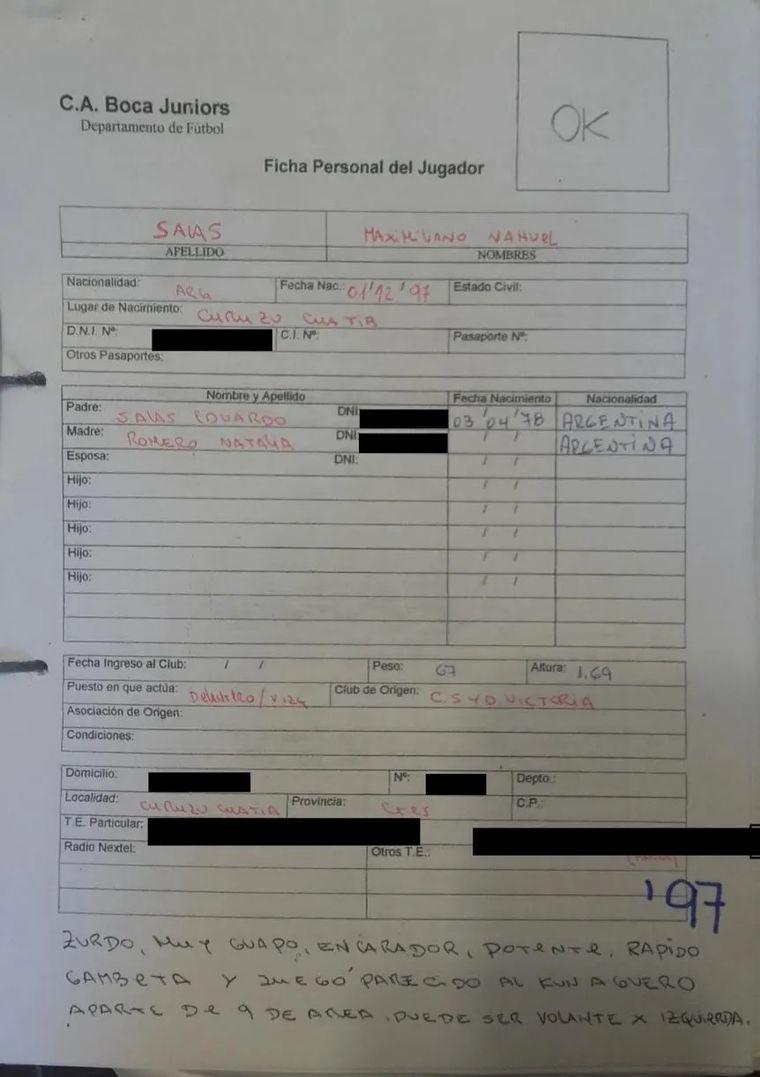 C.A. Boca Juniors
Departamento de Fútbol
OK
Ficha Personal del Jugador
SALAS MAXIMILIANO NAHUEL
APELLIDO NOMBRES
Nacionalidad: ARG Fecha Nac.: 01/12/97 Estado Civil:
Lugar de Nacimiento: CURUZU CUATIA
D.N.I. Nº: C.I. Nº: Pasaporte Nº:
Otros Pasaportes:
Nombre y Apellido Fecha Nacimiento Nacionalidad
Padre: SALAS EDUARDO DNI: 03/04/78 ARGENTINA
Madre: ROMERO NATALIA DNI: / / ARGENTINA
Esposa: DNI: / /
Hijo: / /
Hijo: / /
Hijo: / /
Hijo: / /
Hijo: / /
Fecha Ingreso al Club: / / Peso: 67 Altura: 1,69
Puesto en que actúa: Delantero/V.izq Club de Origen: C.S Y D. VICTORIA
Asociación de Origen:
Condiciones:
Domicilio: Nº: Depto.:
Localidad: CURUZU CUATIA Provincia: Ctes C.P.:
T.E. Particular:
Radio Nextel: Otros T.E.:
'97
ZURDO, MUY GUAPO, ENCARADOR, POTENTE, RAPIDO
GAMBETA Y JUEGO PARECIDO AL KUN AGUERO
APARTE DE 9 DE AREA, PUEDE SER VOLANTE X IZQUIERDA.